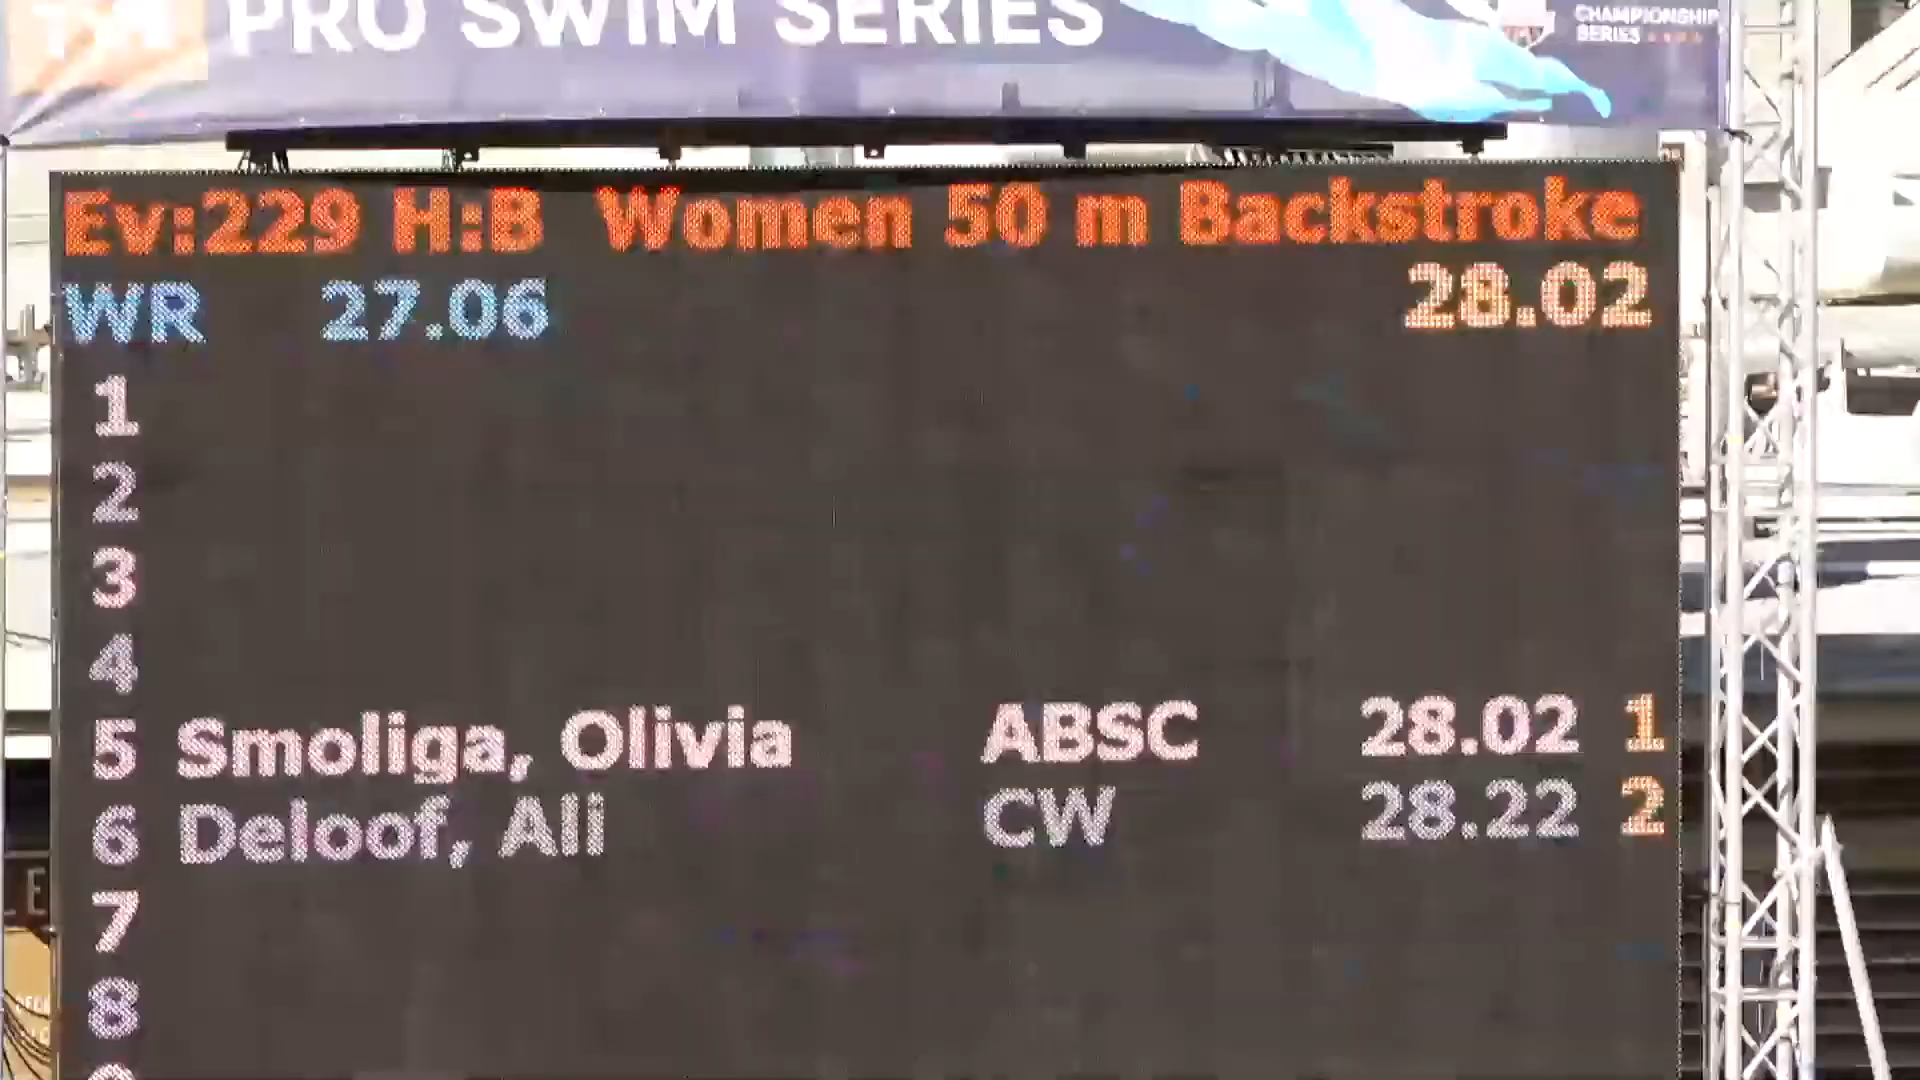 PRO SWIM SERIES
CHAMPIONSHIP
SERIES
Ev:229 H:B Women 50 m Backstroke
WR 27.06 28.02
1
2
3
4
5 Smoliga, Olivia ABSC 28.02 1
6 Deloof, Ali CW 28.22 2
7
8